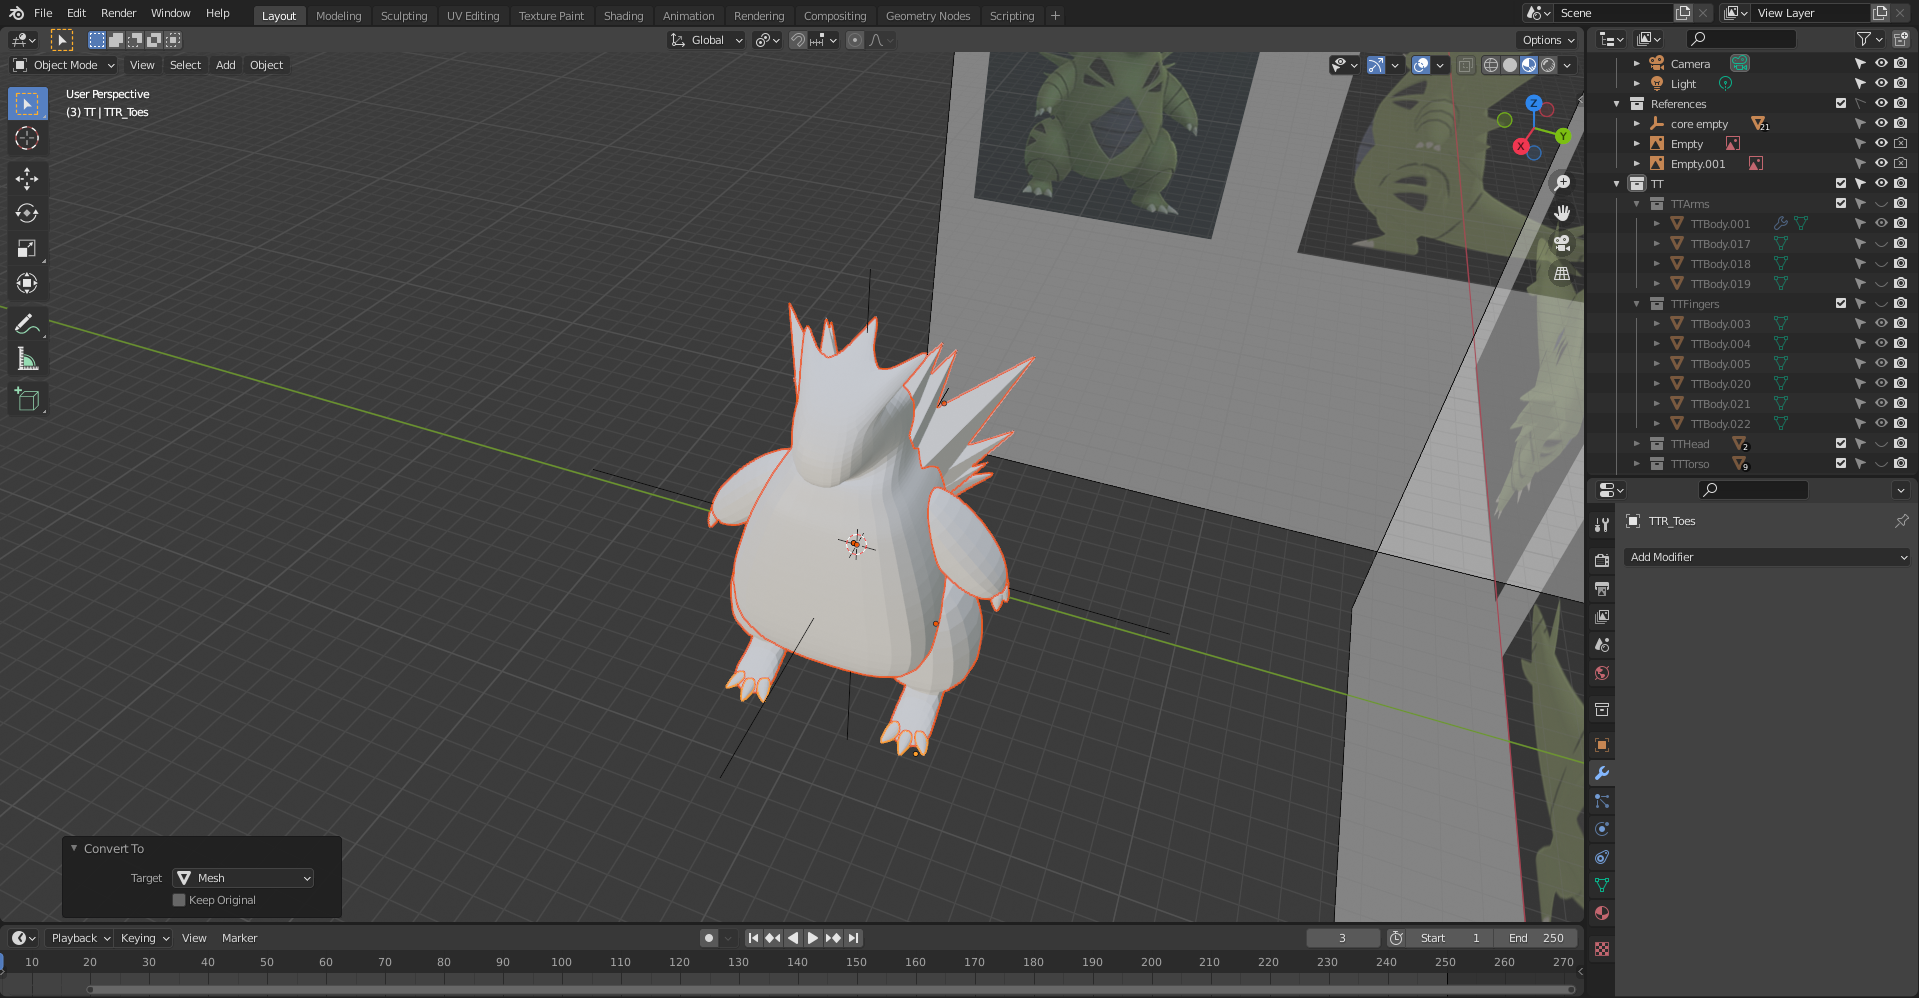 File Edit Render Window Help
Layout Modeling Sculpting UV Editing Texture Paint Shading Animation Rendering Compositing Geometry Nodes Scripting +
Scene
View Layer
Global
Options
Object Mode View Select Add Object
User Perspective
(3) TT | TTR_Toes
Z
Y
X
Camera
Light
References
core empty 21
Empty
Empty.001
TT
TTArms
TTBody.001
TTBody.017
TTBody.018
TTBody.019
TTFingers
TTBody.003
TTBody.004
TTBody.005
TTBody.020
TTBody.021
TTBody.022
TTHead 2
TTTorso 9
TTR_Toes
Add Modifier
Convert To
Target Mesh
Keep Original
Playback Keying View Marker
3 Start 1 End 250
10 20 30 40 50 60 70 80 90 100 110 120 130 140 150 160 170 180 190 200 210 220 230 240 250 260 270